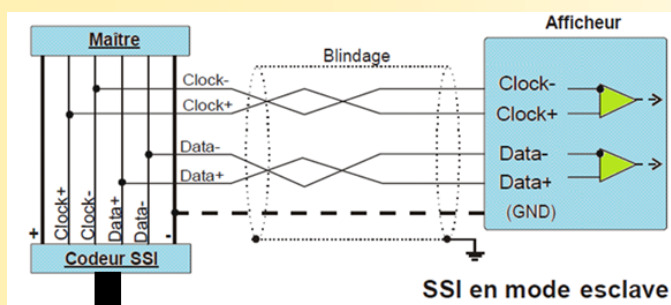 Afficheur
Maître
Blindage
Clock-
Clock+
Data-
Data+
Clock-
Clock+
Data-
Data+
(GND)
+
Clock+
Clock-
Data+
Data-
-
Codeur SSI
SSI en mode esclave